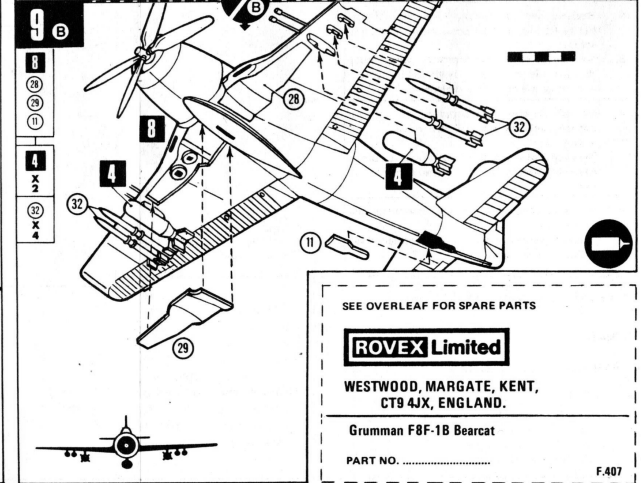 9 B
B
8
28
29
11
4
X
2
32
X
4
28
8
32
4
4
32
11
29
SEE OVERLEAF FOR SPARE PARTS
ROVEX Limited
WESTWOOD, MARGATE, KENT,
CT9 4JX, ENGLAND.
Grumman F8F-1B Bearcat
PART NO. ............................
F.407